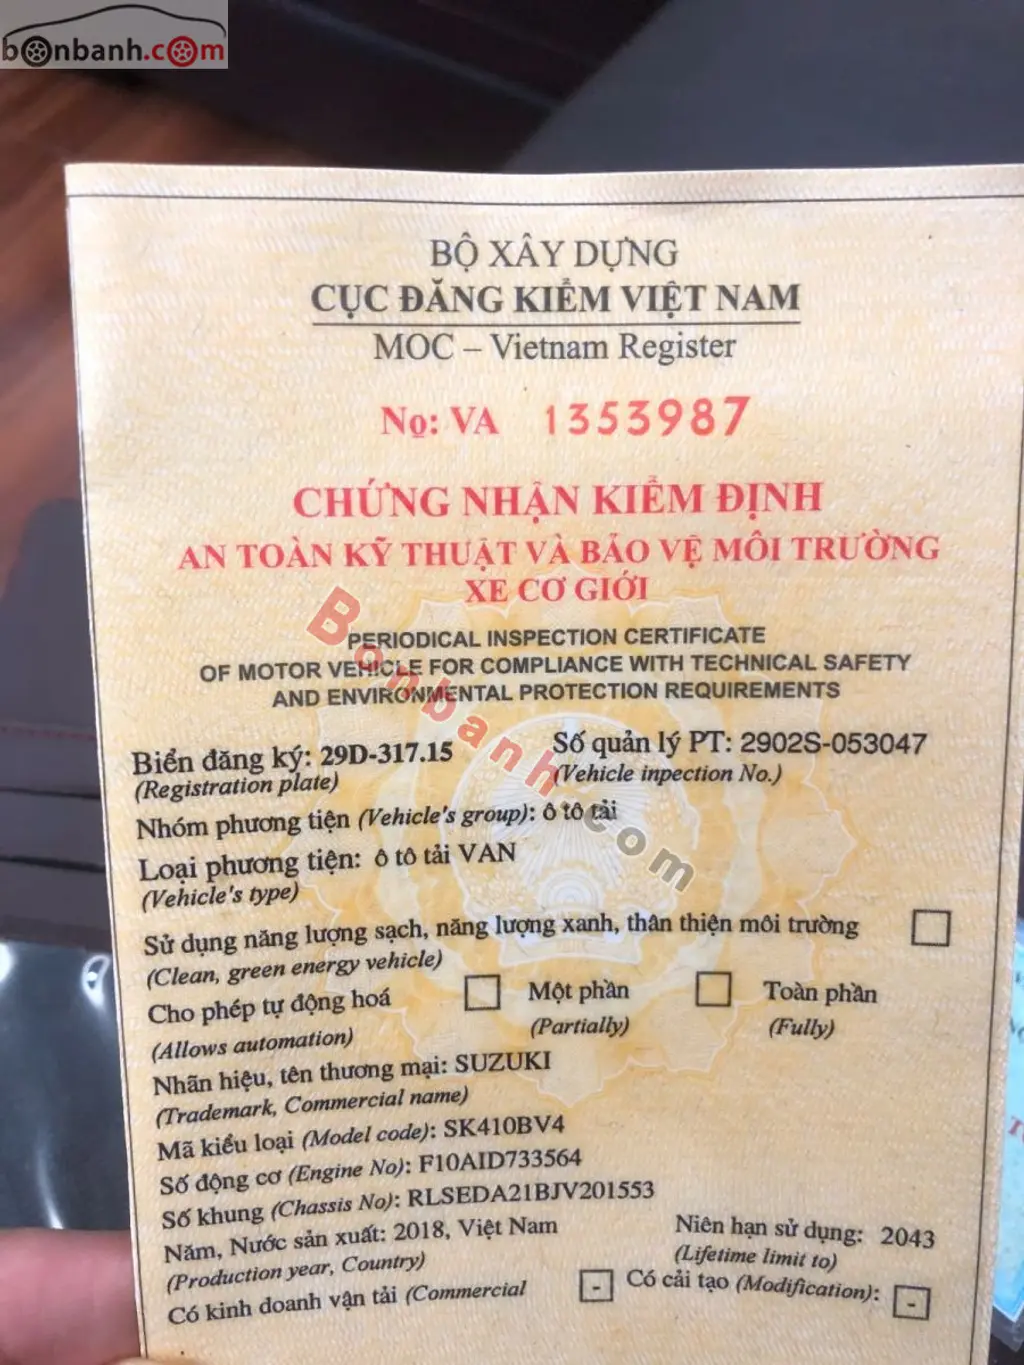 bonbanh.com
BỘ XÂY DỰNG
CỤC ĐĂNG KIỂM VIỆT NAM
MOC – Vietnam Register
No: VA 1353987
CHỨNG NHẬN KIỂM ĐỊNH
AN TOÀN KỸ THUẬT VÀ BẢO VỆ MÔI TRƯỜNG
XE CƠ GIỚI
PERIODICAL INSPECTION CERTIFICATE
OF MOTOR VEHICLE FOR COMPLIANCE WITH TECHNICAL SAFETY
AND ENVIRONMENTAL PROTECTION REQUIREMENTS
Bonbanh.com
Biển đăng ký: 29D-317.15 Số quản lý PT: 2902S-053047
(Registration plate) (Vehicle inpection No.)
Nhóm phương tiện (Vehicle's group): ô tô tải
Loại phương tiện: ô tô tải VAN
(Vehicle's type)
Sử dụng năng lượng sạch, năng lượng xanh, thân thiện môi trường
(Clean, green energy vehicle)
Cho phép tự động hoá Một phần Toàn phần
(Allows automation) (Partially) (Fully)
Nhãn hiệu, tên thương mại: SUZUKI
(Trademark, Commercial name)
Mã kiểu loại (Model code): SK410BV4
Số động cơ (Engine No): F10AID733564
Số khung (Chassis No): RLSEDA21BJV201553
Năm, Nước sản xuất: 2018, Việt Nam Niên hạn sử dụng: 2043
(Production year, Country) (Lifetime limit to)
Có kinh doanh vận tải (Commercial - Có cải tạo (Modification): -